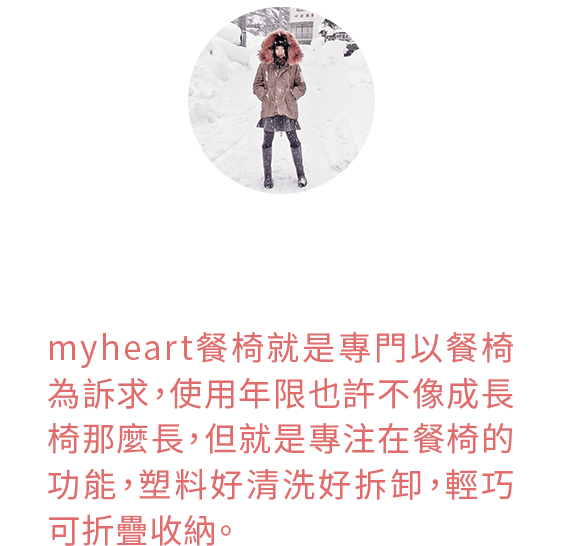 myheart餐椅就是專門以餐椅
為訴求，使用年限也許不像成長
椅那麼長，但就是專注在餐椅的
功能，塑料好清洗好拆卸，輕巧
可折疊收納。